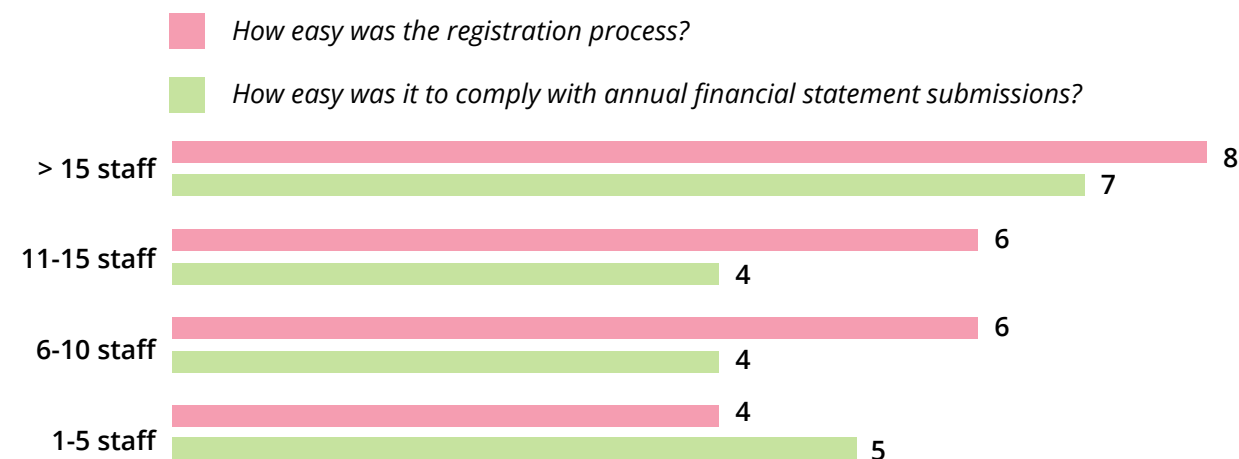 How easy was the registration process?
How easy was it to comply with annual financial statement submissions?
> 15 staff
8
7
11-15 staff
6
4
6-10 staff
6
4
1-5 staff
4
5